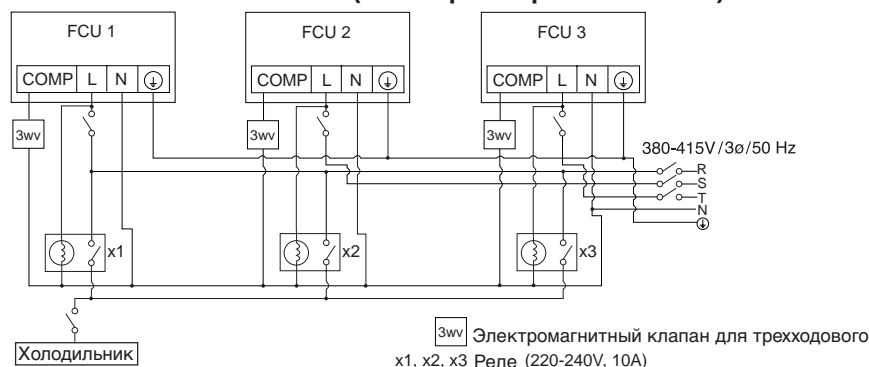 FCU 1 FCU 2 FCU 3
COMP L N COMP L N COMP L N
3wv 3wv 3wv
380-415V/3ø/50 Hz
R
S
T
N
x1 x2 x3
3wv Электромагнитный клапан для трехходового
Холодильник
x1, x2, x3 Реле (220-240V, 10A)